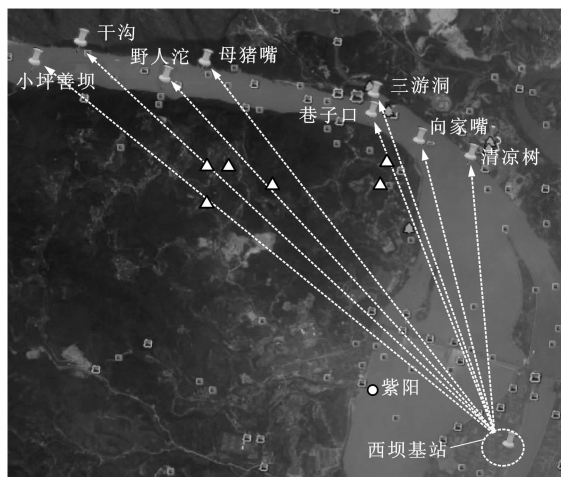 干沟
野人沱
母猪嘴
小坪善坝
三游洞
巷子口
向家嘴
清凉树
紫阳
西坝基站